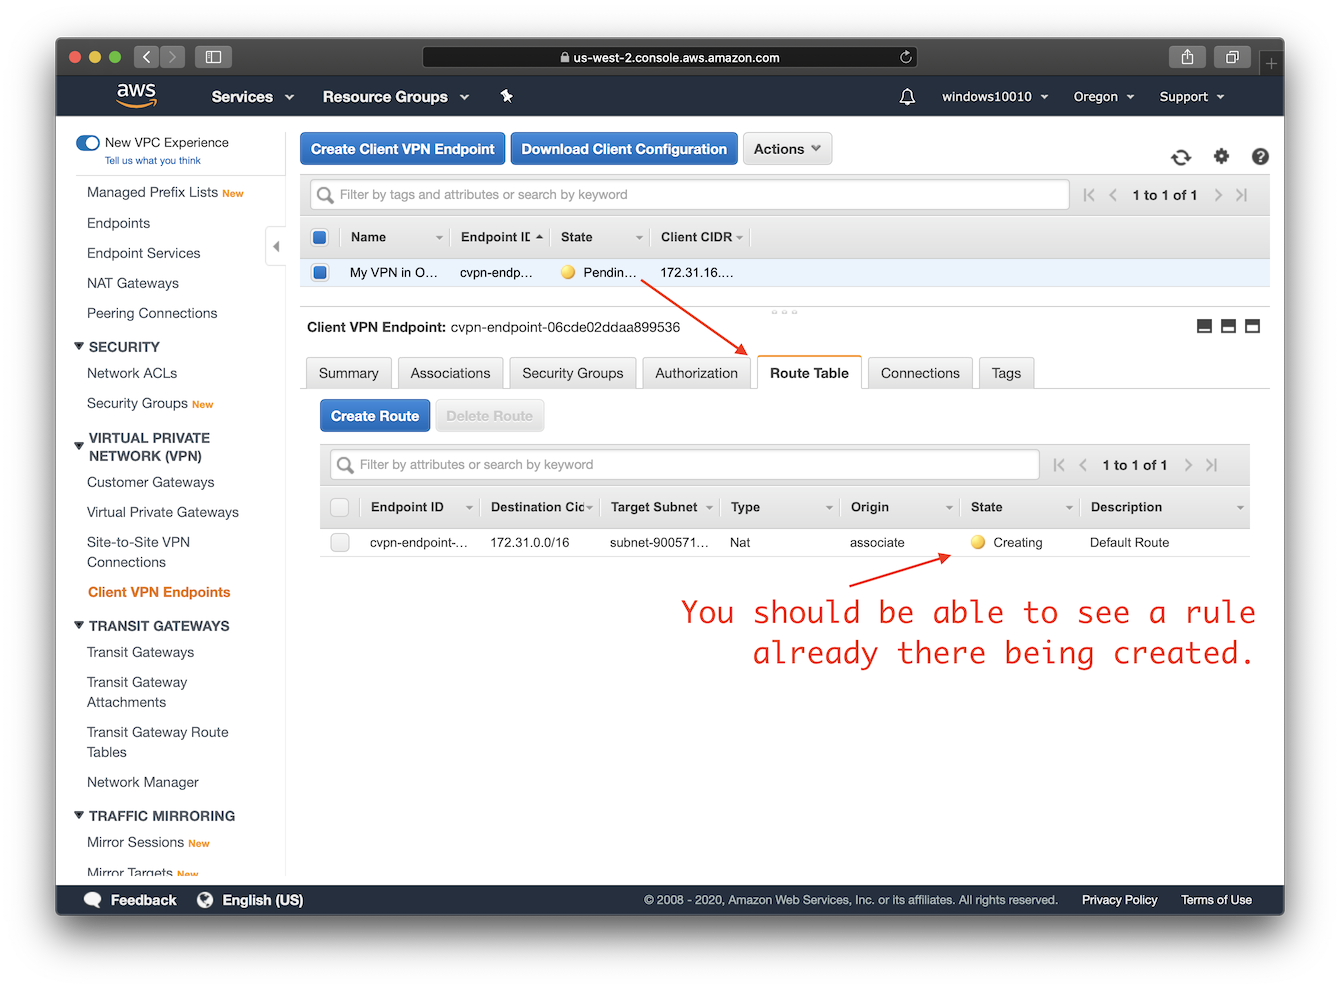 us-west-2.console.aws.amazon.com
aws Services Resource Groups windows10010 Oregon Support
New VPC Experience
Tell us what you think
Managed Prefix Lists New
Endpoints
Endpoint Services
NAT Gateways
Peering Connections
SECURITY
Network ACLs
Security Groups New
VIRTUAL PRIVATE
NETWORK (VPN)
Customer Gateways
Virtual Private Gateways
Site-to-Site VPN
Connections
Client VPN Endpoints
TRANSIT GATEWAYS
Transit Gateways
Transit Gateway
Attachments
Transit Gateway Route
Tables
Network Manager
TRAFFIC MIRRORING
Mirror Sessions New
Mirror Targets New
Create Client VPN Endpoint Download Client Configuration Actions
Filter by tags and attributes or search by keyword 1 to 1 of 1
Name Endpoint ID State Client CIDR
My VPN in O... cvpn-endp... Pendin... 172.31.16....
Client VPN Endpoint: cvpn-endpoint-06cde02ddaa899536
Summary Associations Security Groups Authorization Route Table Connections Tags
Create Route Delete Route
Filter by attributes or search by keyword 1 to 1 of 1
Endpoint ID Destination Cid Target Subnet Type Origin State Description
cvpn-endpoint-... 172.31.0.0/16 subnet-900571... Nat associate Creating Default Route
You should be able to see a rule
already there being created.
Feedback English (US) © 2008 - 2020, Amazon Web Services, Inc. or its affiliates. All rights reserved. Privacy Policy Terms of Use